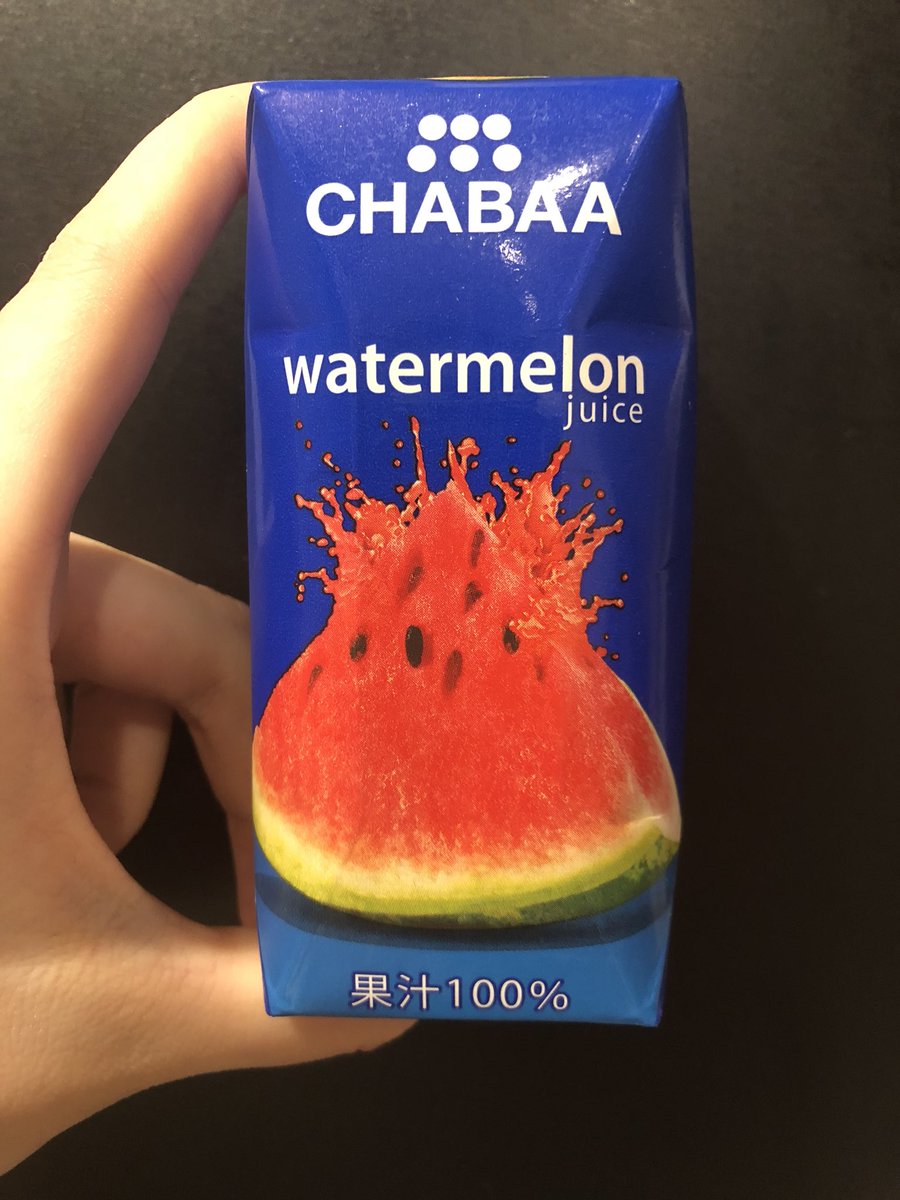 CHABAA
watermelon
juice
果汁100%